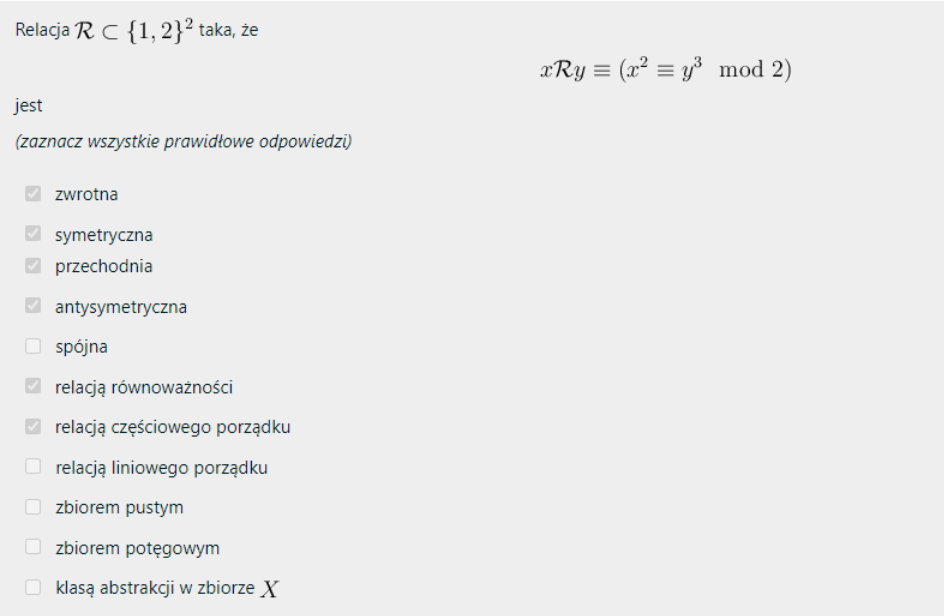 Relacja $\mathcal{R} \subset \{1, 2\}^2$ taka, że
$x\mathcal{R}y \equiv (x^2 \equiv y^3 \mod 2)$
jest
(zaznacz wszystkie prawidłowe odpowiedzi)
zwrotna
symetryczna
przechodnia
antysymetryczna
spójna
relacją równoważności
relacją częściowego porządku
relacją liniowego porządku
zbiorem pustym
zbiorem potęgowym
klasą abstrakcji w zbiorze $X$